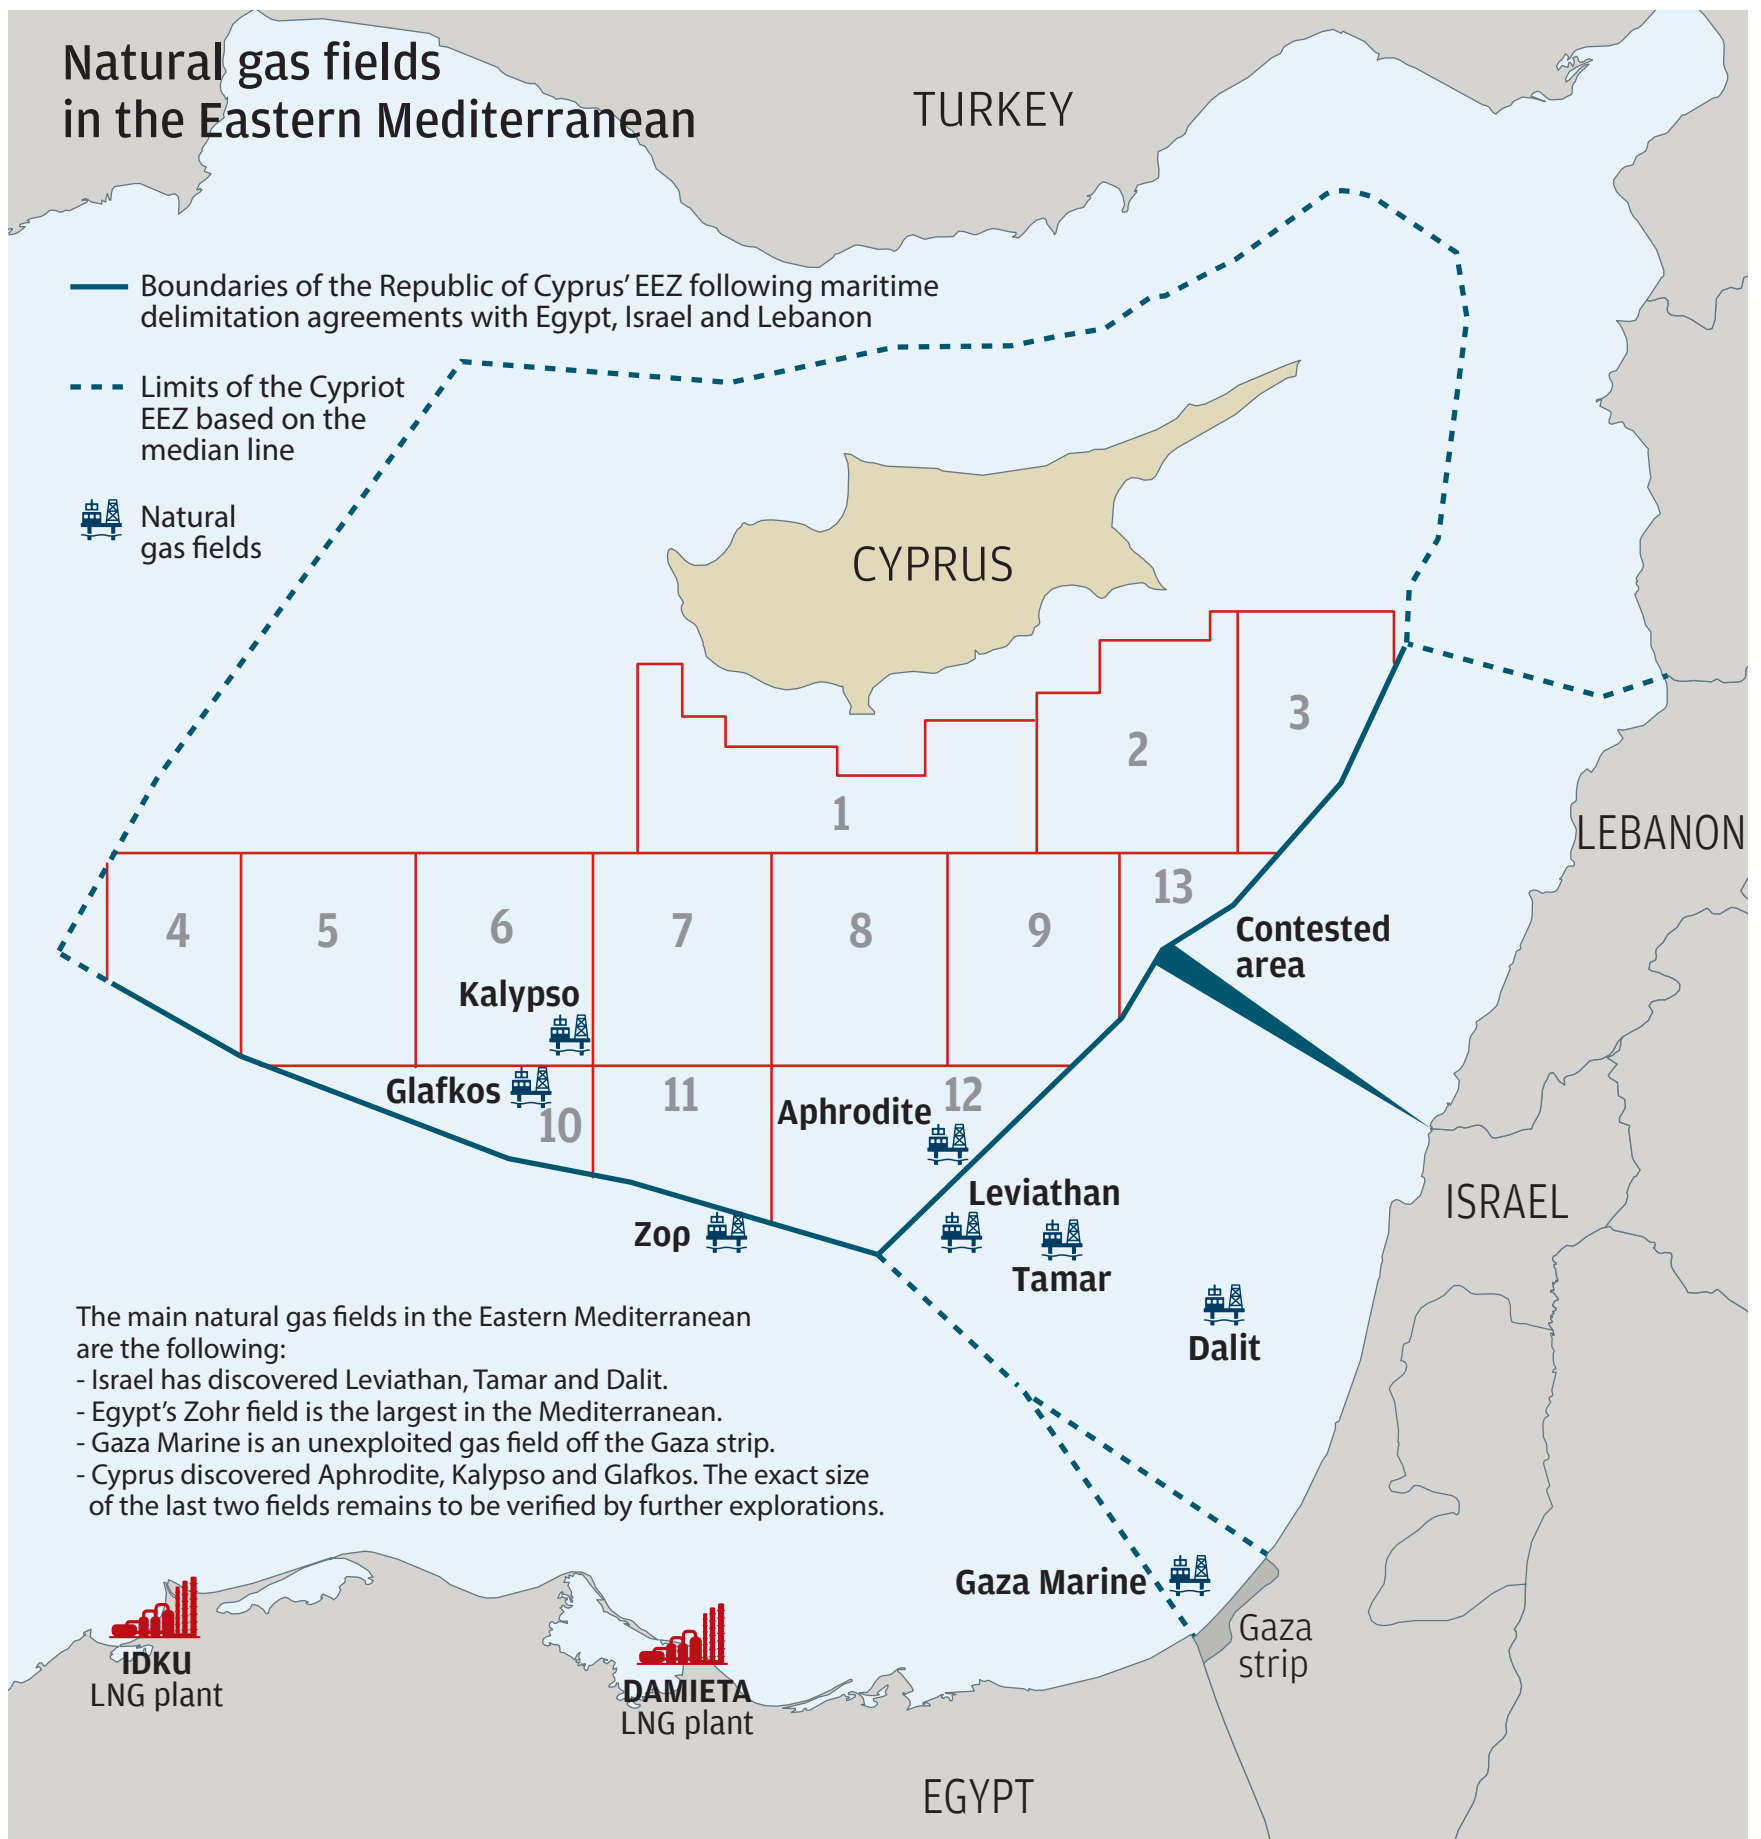 Natural gas fields
in the Eastern Mediterranean
TURKEY
Boundaries of the Republic of Cyprus’ EEZ following maritime
delimitation agreements with Egypt, Israel and Lebanon
Limits of the Cypriot
EEZ based on the
median line
Natural
gas fields
CYPRUS
3
2
1
LEBANON
13
4
5
6
7
8
9
Contested
area
Kalypso
Glafkos
10
11
Aphrodite
12
Leviathan
ISRAEL
Zορ
Tamar
Dalit
The main natural gas fields in the Eastern Mediterranean
are the following:
- Israel has discovered Leviathan, Tamar and Dalit.
- Egypt’s Zohr field is the largest in the Mediterranean.
- Gaza Marine is an unexploited gas field off the Gaza strip.
- Cyprus discovered Aphrodite, Kalypso and Glafkos. The exact size
of the last two fields remains to be verified by further explorations.
Gaza Marine
Gaza
strip
IDKU
LNG plant
DAMIETA
LNG plant
EGYPT